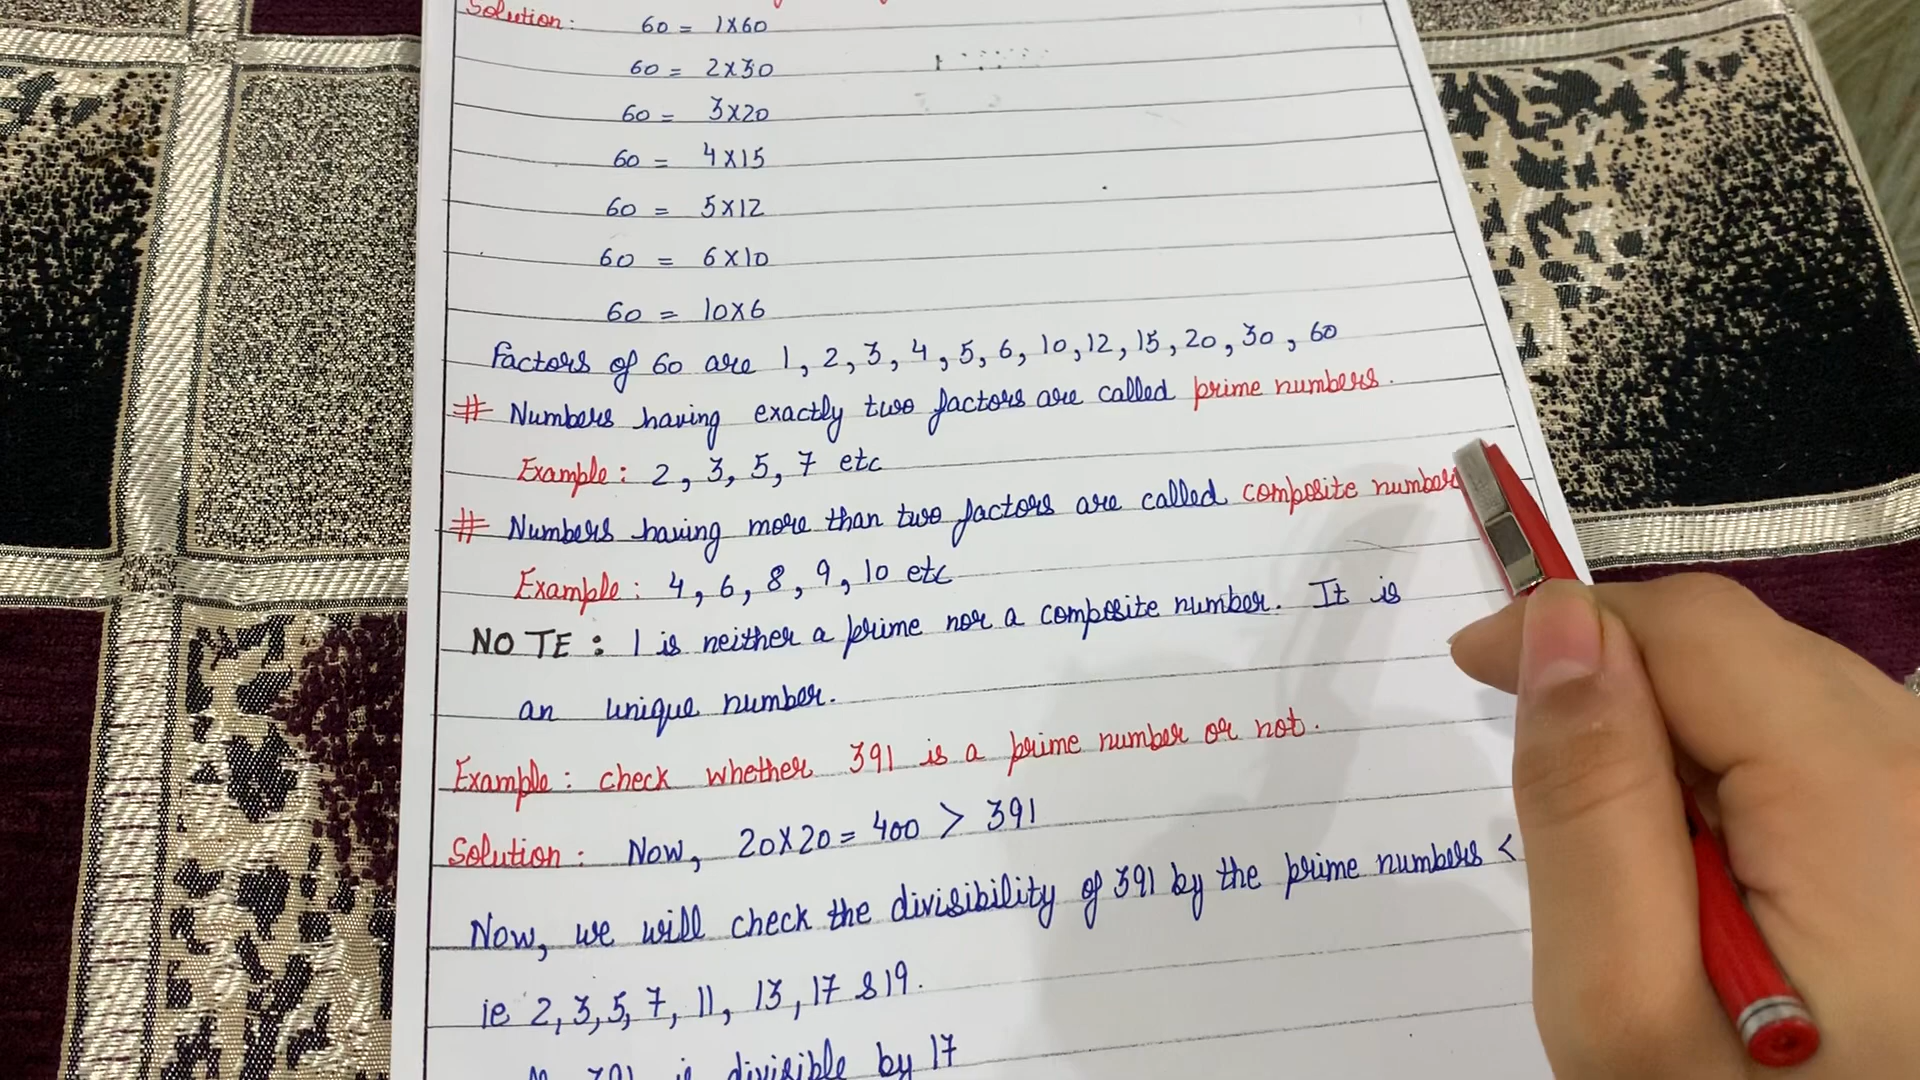 Solution: 60 = 1X60
60 = 2X30
60 = 3X20
60 = 4X15
60 = 5X12
60 = 6X10
60 = 10X6
Factors of 60 are 1, 2, 3, 4, 5, 6, 10, 12, 15, 20, 30, 60
# Numbers having exactly two factors are called prime numbers.
Example: 2, 3, 5, 7 etc
# Numbers having more than two factors are called composite numbers
Example: 4, 6, 8, 9, 10 etc
NOTE: 1 is neither a prime nor a composite number. It is
an unique number.
Example: check whether 391 is a prime number or not.
Solution: Now, 20X20 = 400 > 391
Now, we will check the divisibility of 391 by the prime numbers <
ie 2, 3, 5, 7, 11, 13, 17 & 19.
391 is divisible by 17